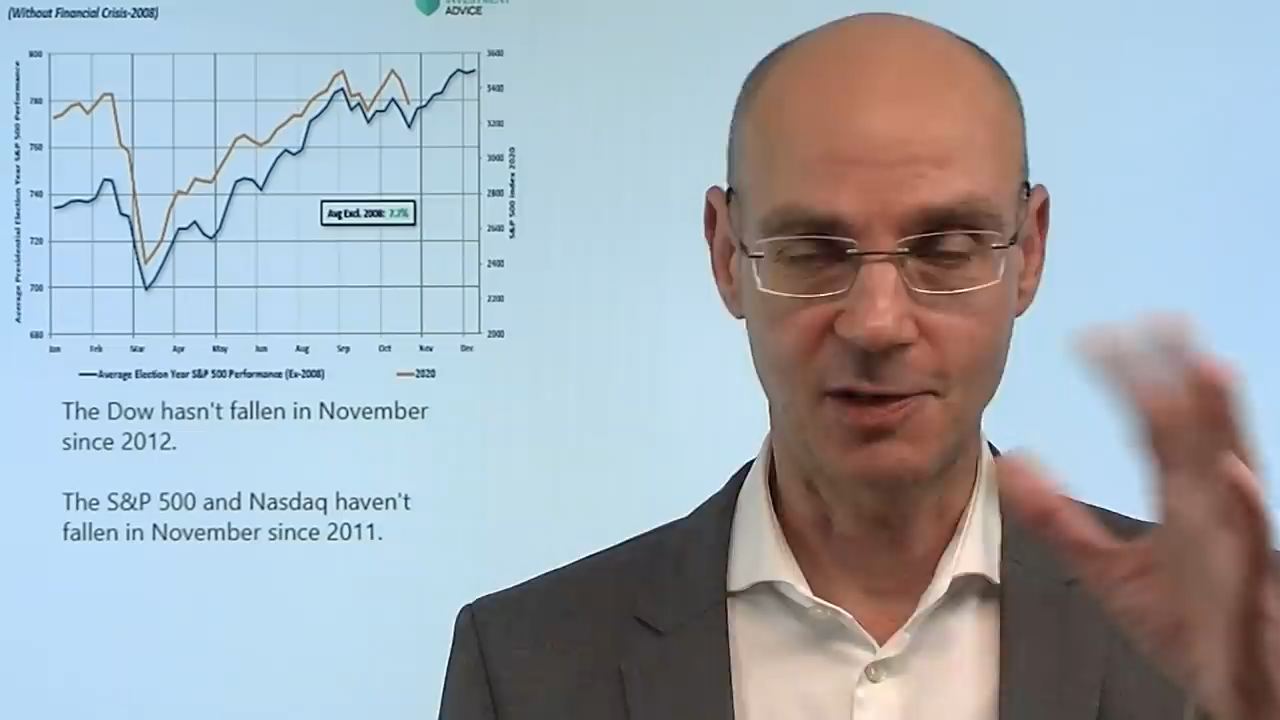 (Without Financial Crisis-2008)
INVESTMENT
ADVICE
Average Presidential Election Year S&P 500 Performance
800
780
760
740
720
700
680
3600
3400
3200
3000
2800
2600
2400
2200
2000
S&P 500 Index 2020
Avg Excl. 2008: 7.7%
Jan Feb Mar Apr May Jun Aug Sep Oct Nov Dec
Average Election Year S&P 500 Performance (Ex-2008) 2020
The Dow hasn't fallen in November
since 2012.
The S&P 500 and Nasdaq haven't
fallen in November since 2011.